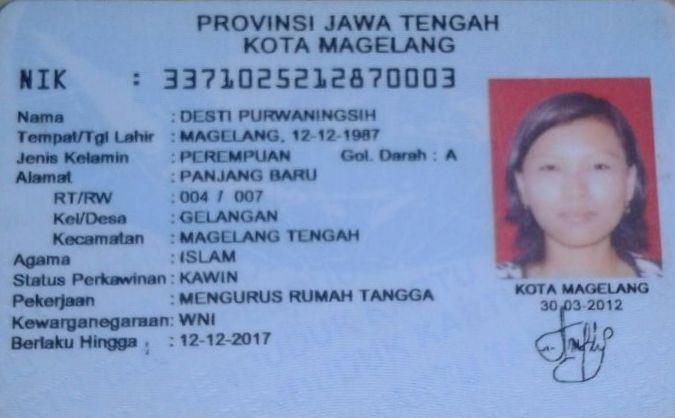 PROVINSI JAWA TENGAH
KOTA MAGELANG
NIK : 3371025212870003
Nama : DESTI PURWANINGSIH
Tempat/Tgl Lahir : MAGELANG, 12-12-1987
Jenis Kelamin : PEREMPUAN Gol. Darah : A
Alamat : PANJANG BARU
RT/RW : 004 / 007
Kel/Desa : GELANGAN
Kecamatan : MAGELANG TENGAH
Agama : ISLAM
Status Perkawinan : KAWIN
Pekerjaan : MENGURUS RUMAH TANGGA
Kewarganegaraan : WNI
Berlaku Hingga : 12-12-2017
KOTA MAGELANG
30-03-2012